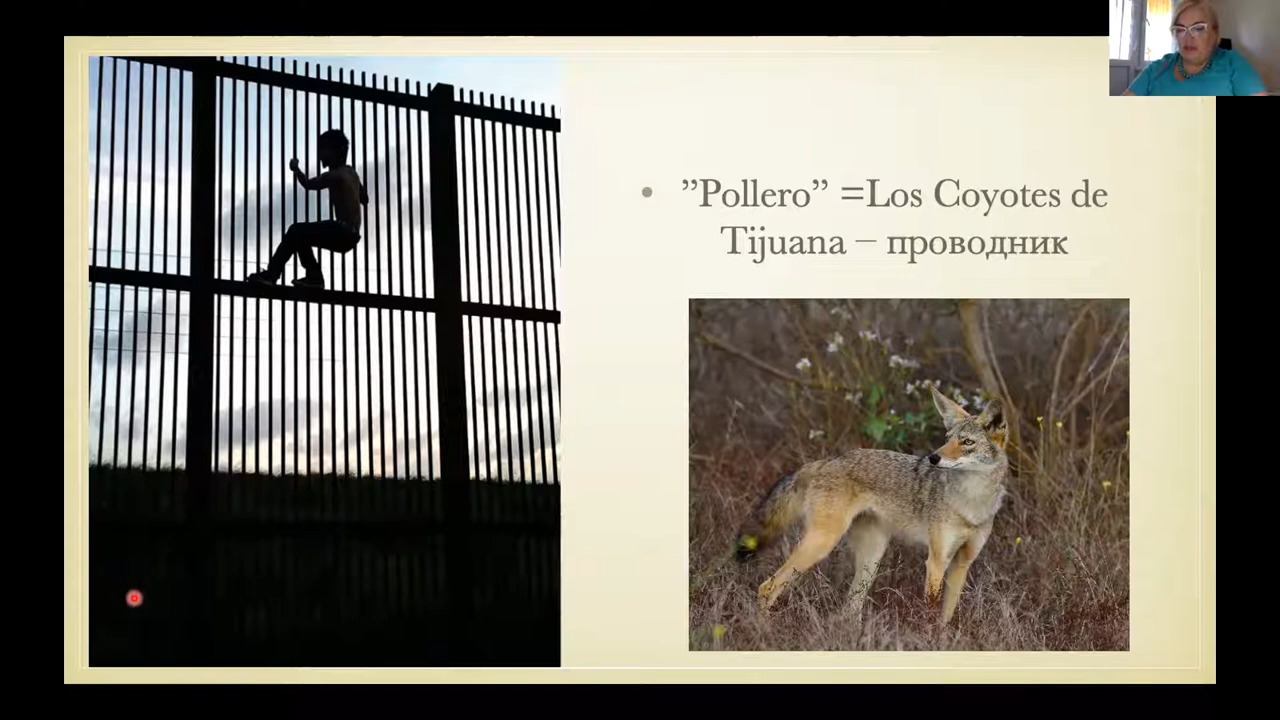 • ”Pollero” =Los Coyotes de
Tijuana – проводник